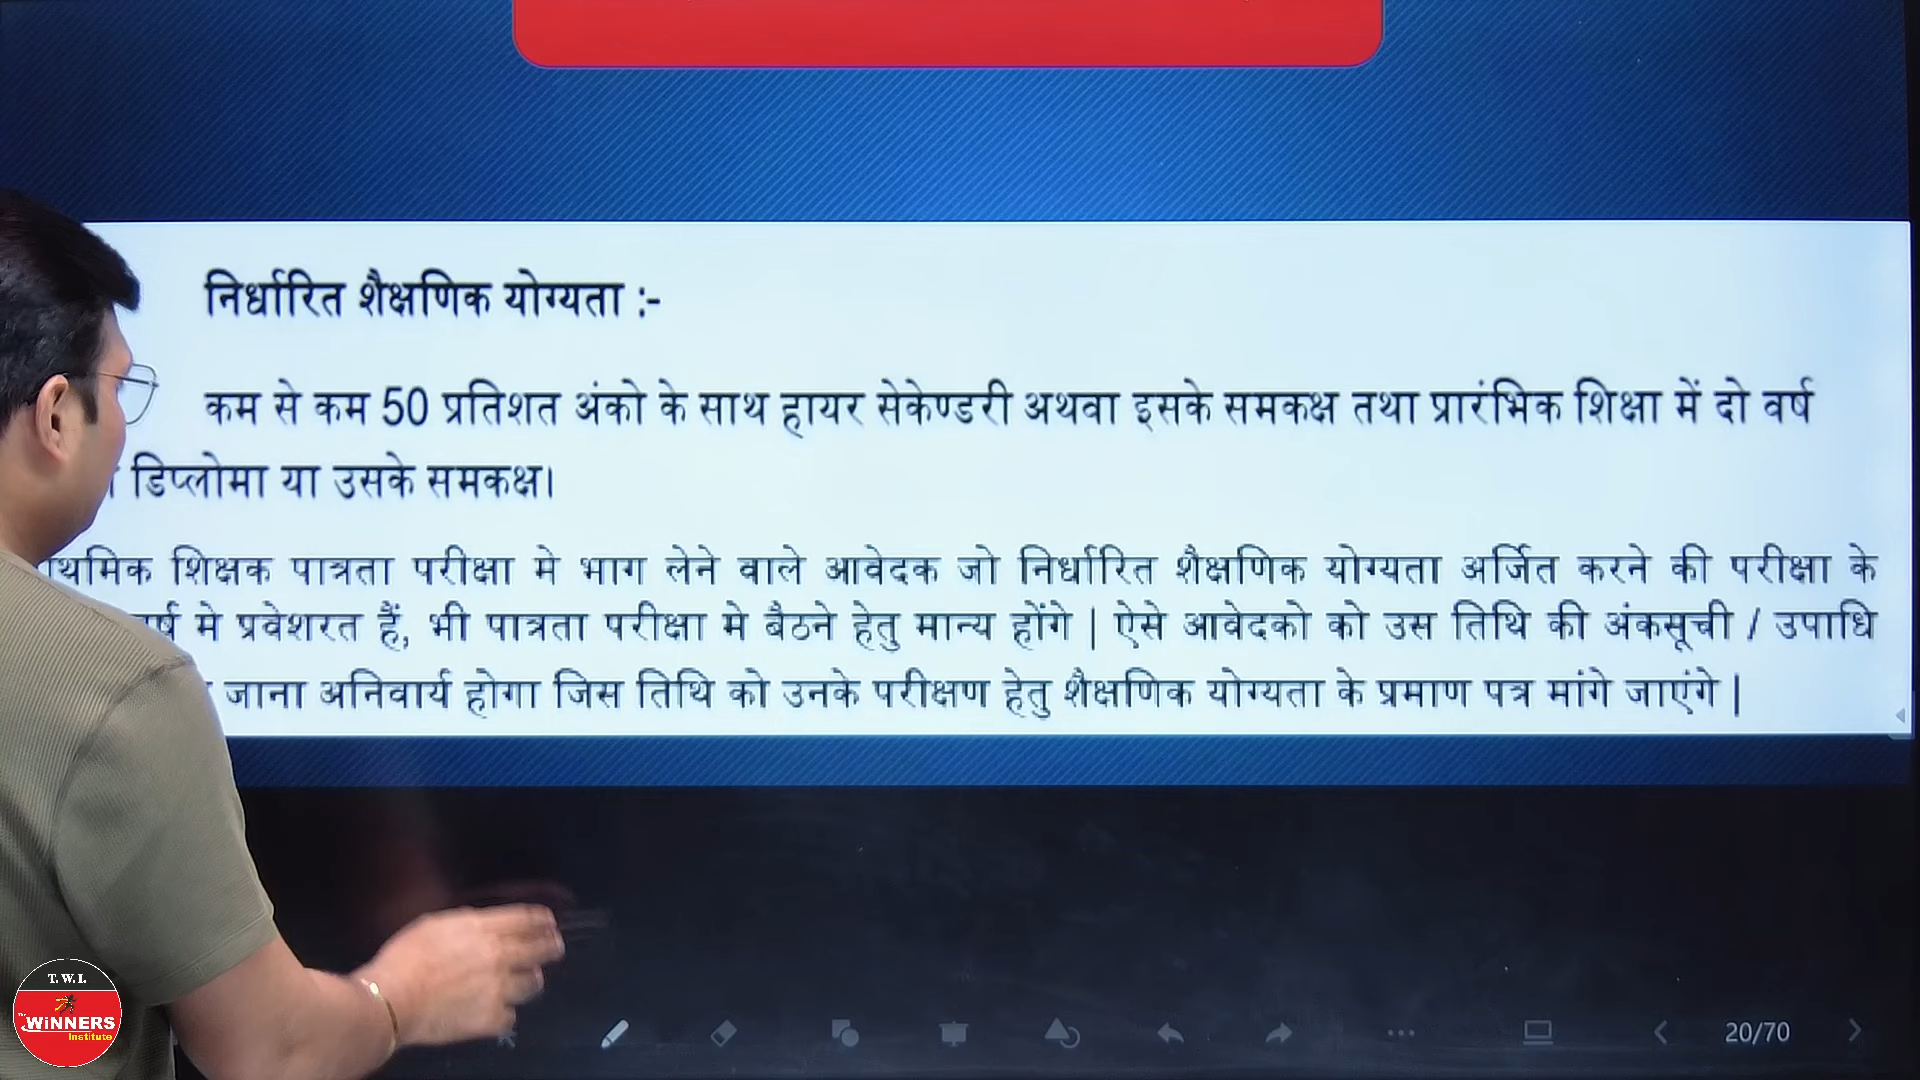 निर्धारित शैक्षणिक योग्यता :-
कम से कम 50 प्रतिशत अंको के साथ हायर सेकेण्डरी अथवा इसके समकक्ष तथा प्रारंभिक शिक्षा में दो वर्ष
डिप्लोमा या उसके समकक्ष।
शिक्षक पात्रता परीक्षा मे भाग लेने वाले आवेदक जो निर्धारित शैक्षणिक योग्यता अर्जित करने की परीक्षा के
मे प्रवेशरत हैं, भी पात्रता परीक्षा मे बैठने हेतु मान्य होंगे | ऐसे आवेदको को उस तिथि की अंकसूची / उपाधि
जाना अनिवार्य होगा जिस तिथि को उनके परीक्षण हेतु शैक्षणिक योग्यता के प्रमाण पत्र मांगे जाएंगे |
T.W.I.
The WiNNERS
Institute
20/70